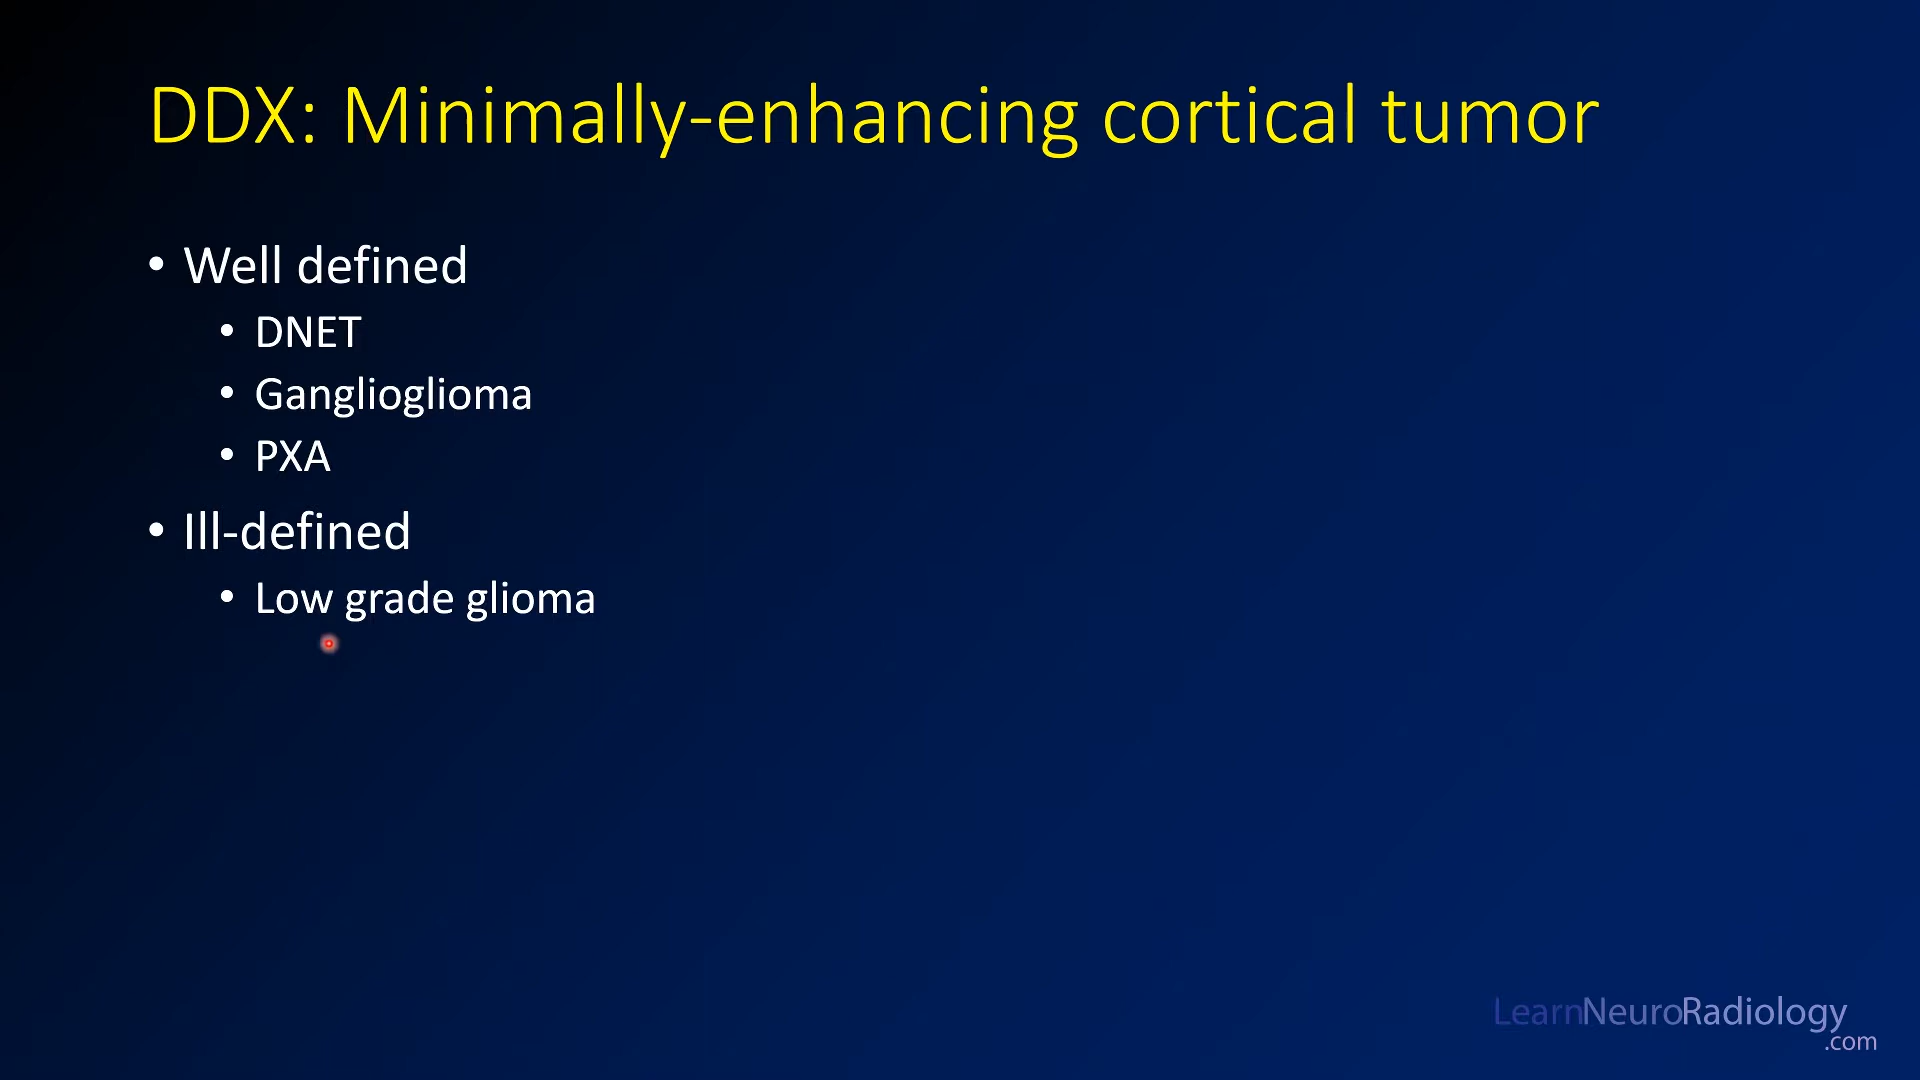 DDX: Minimally-enhancing cortical tumor
• Well defined
• DNET
• Ganglioglioma
• PXA
• Ill-defined
• Low grade glioma
LearnNeuroRadiology
.com